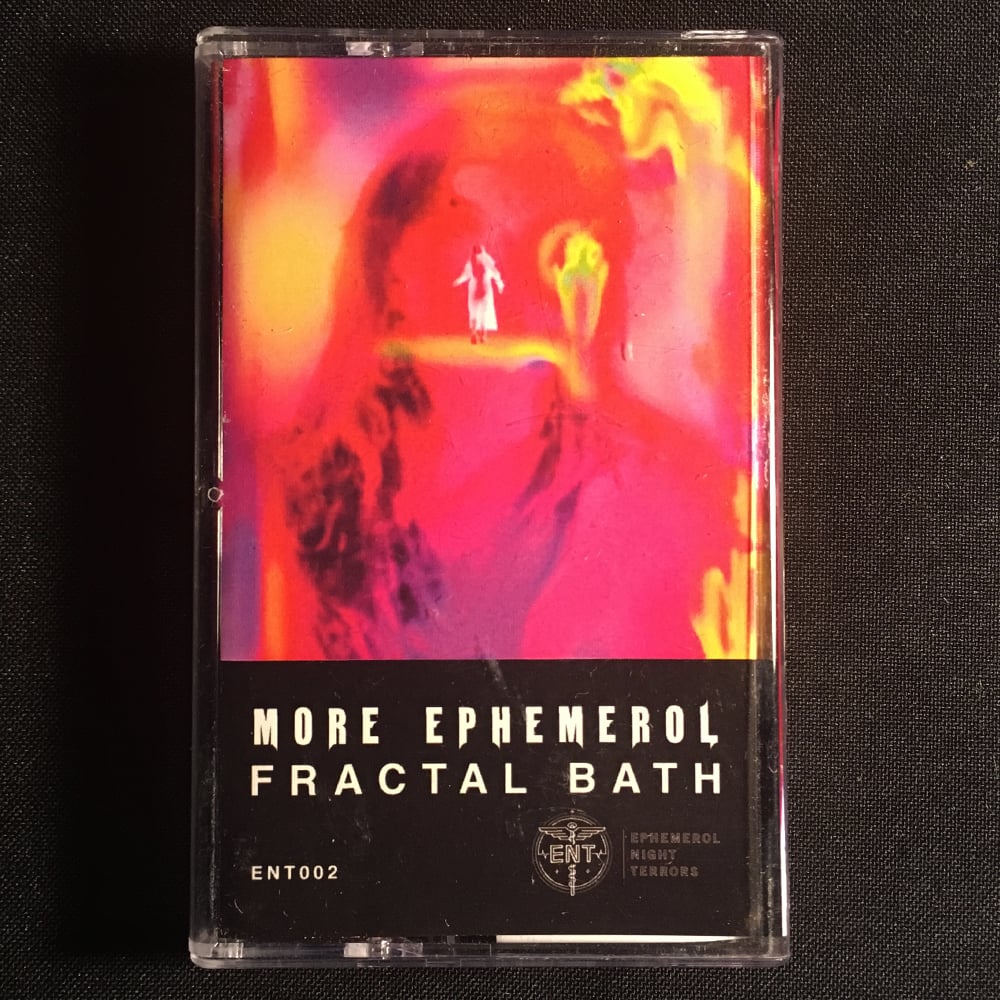 MORE EPHEMEROL
FRACTAL BATH
ENT002
ENT
EPHEMEROL
NIGHT
TERRORS